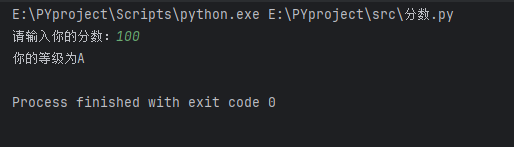 E:\PYproject\Scripts\python.exe E:\PYproject\src\分数.py
请输入你的分数：100
你的等级为A
Process finished with exit code 0